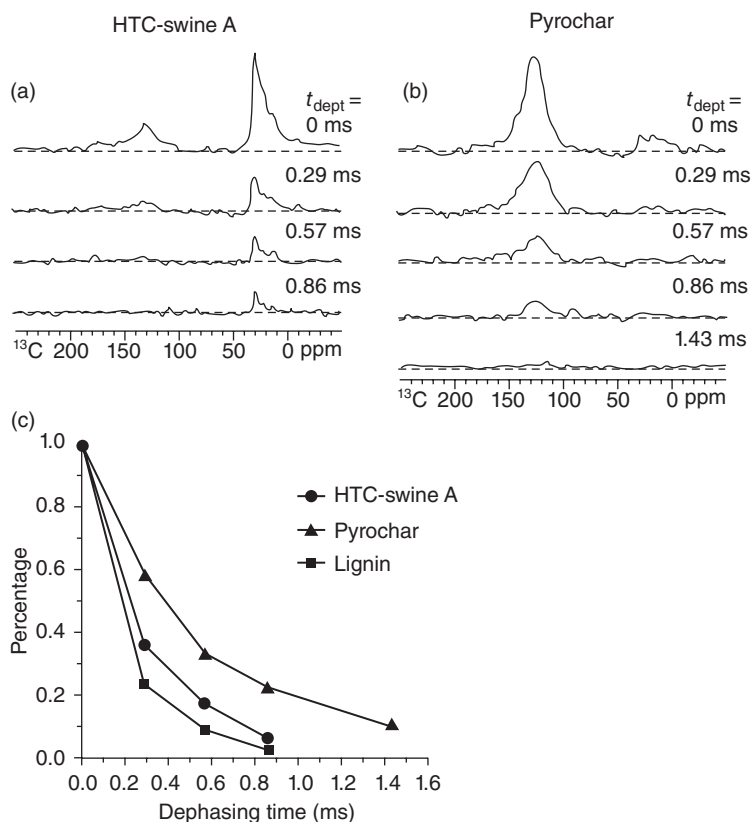 HTC-swine A
Pyrochar
(a)
t_dept =
0 ms
0.29 ms
0.57 ms
0.86 ms
¹³C 200 150 100 50 0 ppm
(b)
t_dept =
0 ms
0.29 ms
0.57 ms
0.86 ms
1.43 ms
¹³C 200 150 100 50 0 ppm
(c)
1.0
0.8
0.6
0.4
0.2
0.0
Percentage
HTC-swine A
Pyrochar
Lignin
0.0 0.2 0.4 0.6 0.8 1.0 1.2 1.4 1.6
Dephasing time (ms)